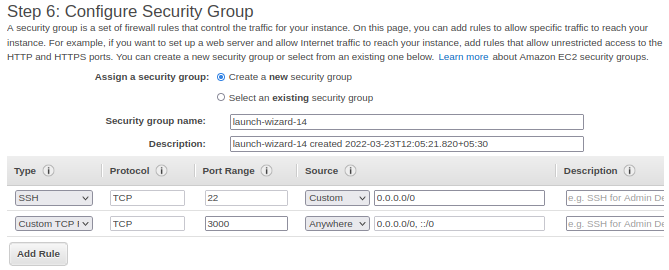 Step 6: Configure Security Group
A security group is a set of firewall rules that control the traffic for your instance. On this page, you can add rules to allow specific traffic to reach your
instance. For example, if you want to set up a web server and allow Internet traffic to reach your instance, add rules that allow unrestricted access to the
HTTP and HTTPS ports. You can create a new security group or select from an existing one below. Learn more about Amazon EC2 security groups.
Assign a security group: Create a new security group
Select an existing security group
Security group name: launch-wizard-14
Description: launch-wizard-14 created 2022-03-23T12:05:21.820+05:30
Type i Protocol i Port Range i Source i Description i
SSH TCP 22 Custom 0.0.0.0/0 e.g. SSH for Admin De
Custom TCP TCP 3000 Anywhere 0.0.0.0/0, ::/0 e.g. SSH for Admin De
Add Rule